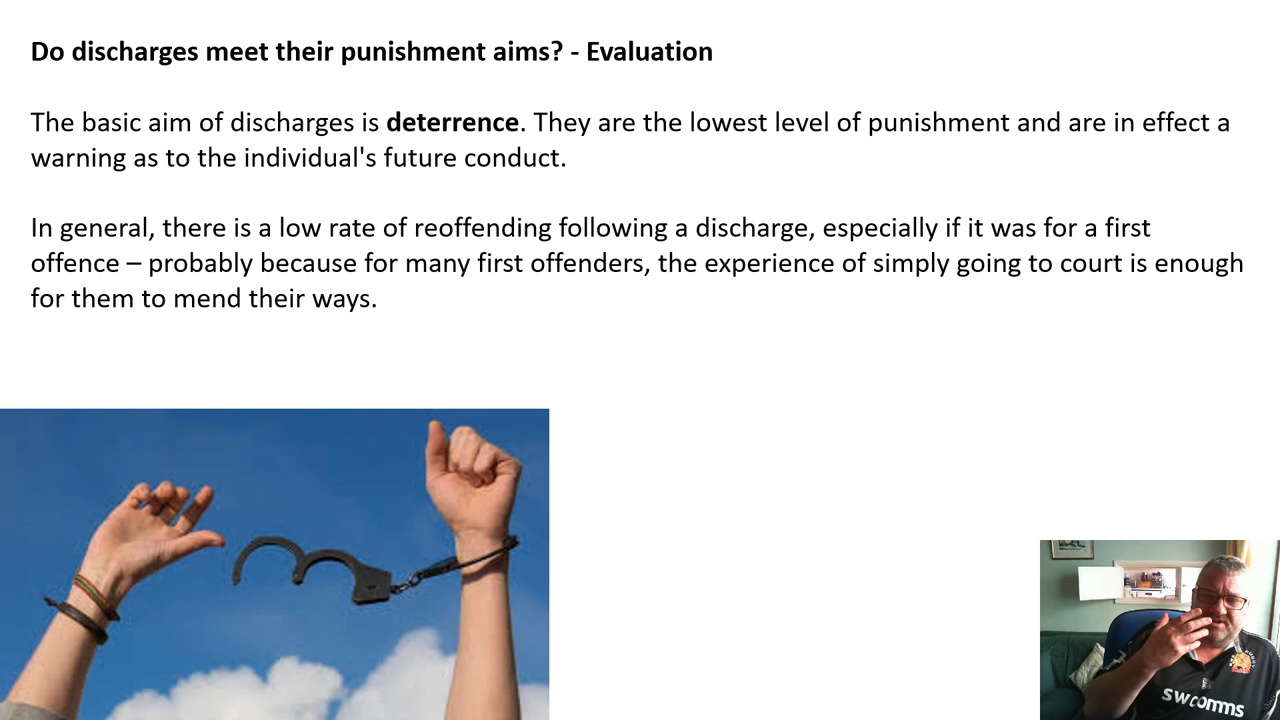 Do discharges meet their punishment aims? - Evaluation
The basic aim of discharges is deterrence. They are the lowest level of punishment and are in effect a
warning as to the individual's future conduct.
In general, there is a low rate of reoffending following a discharge, especially if it was for a first
offence – probably because for many first offenders, the experience of simply going to court is enough
for them to mend their ways.
swcomms